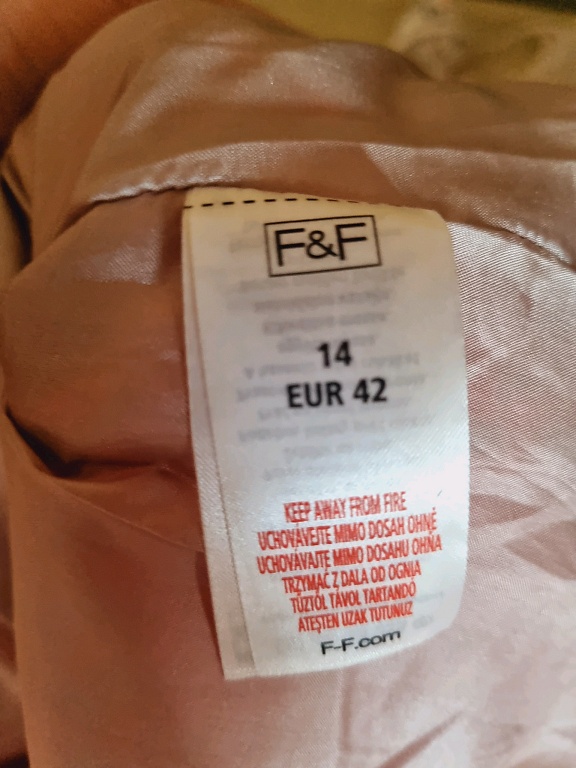 F&F
14
EUR 42
KEEP AWAY FROM FIRE
UCHOVÁVEJTE MIMO DOSAH OHNĚ
UCHOVÁVAJTE MIMO DOSAHU OHŇA
TRZYMAĆ Z DALA OD OGNIA
TŰZTŐL TÁVOL TARTANDÓ
ATEŞTEN UZAK TUTUNUZ
F-F.com